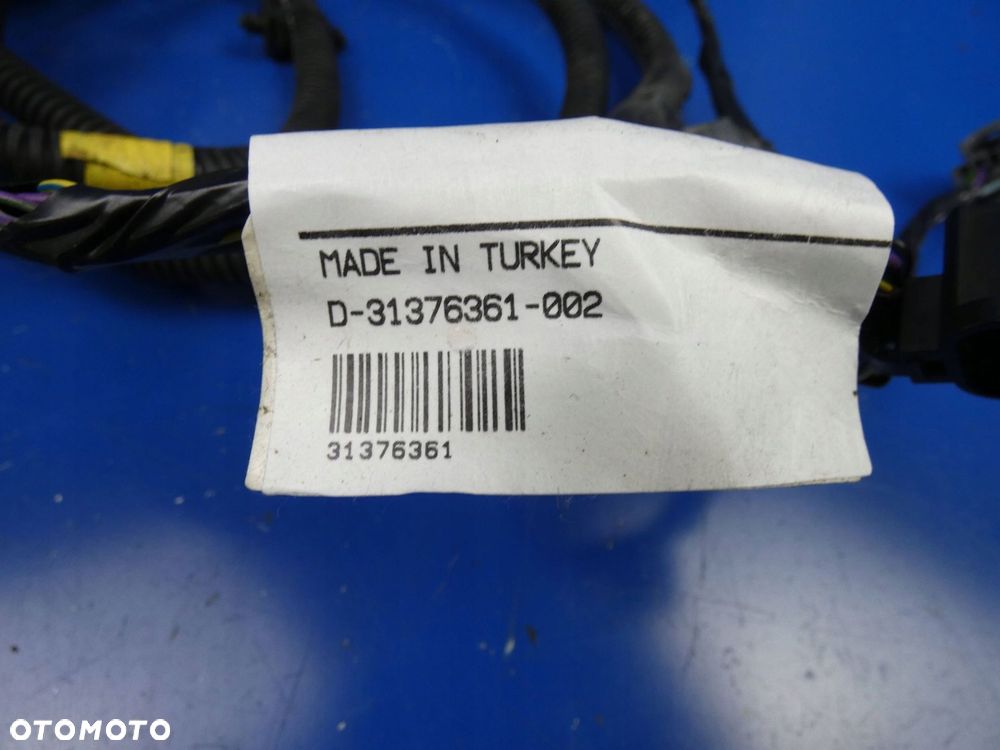 MADE IN TURKEY
D-31376361-002
31376361
OTOMOTO